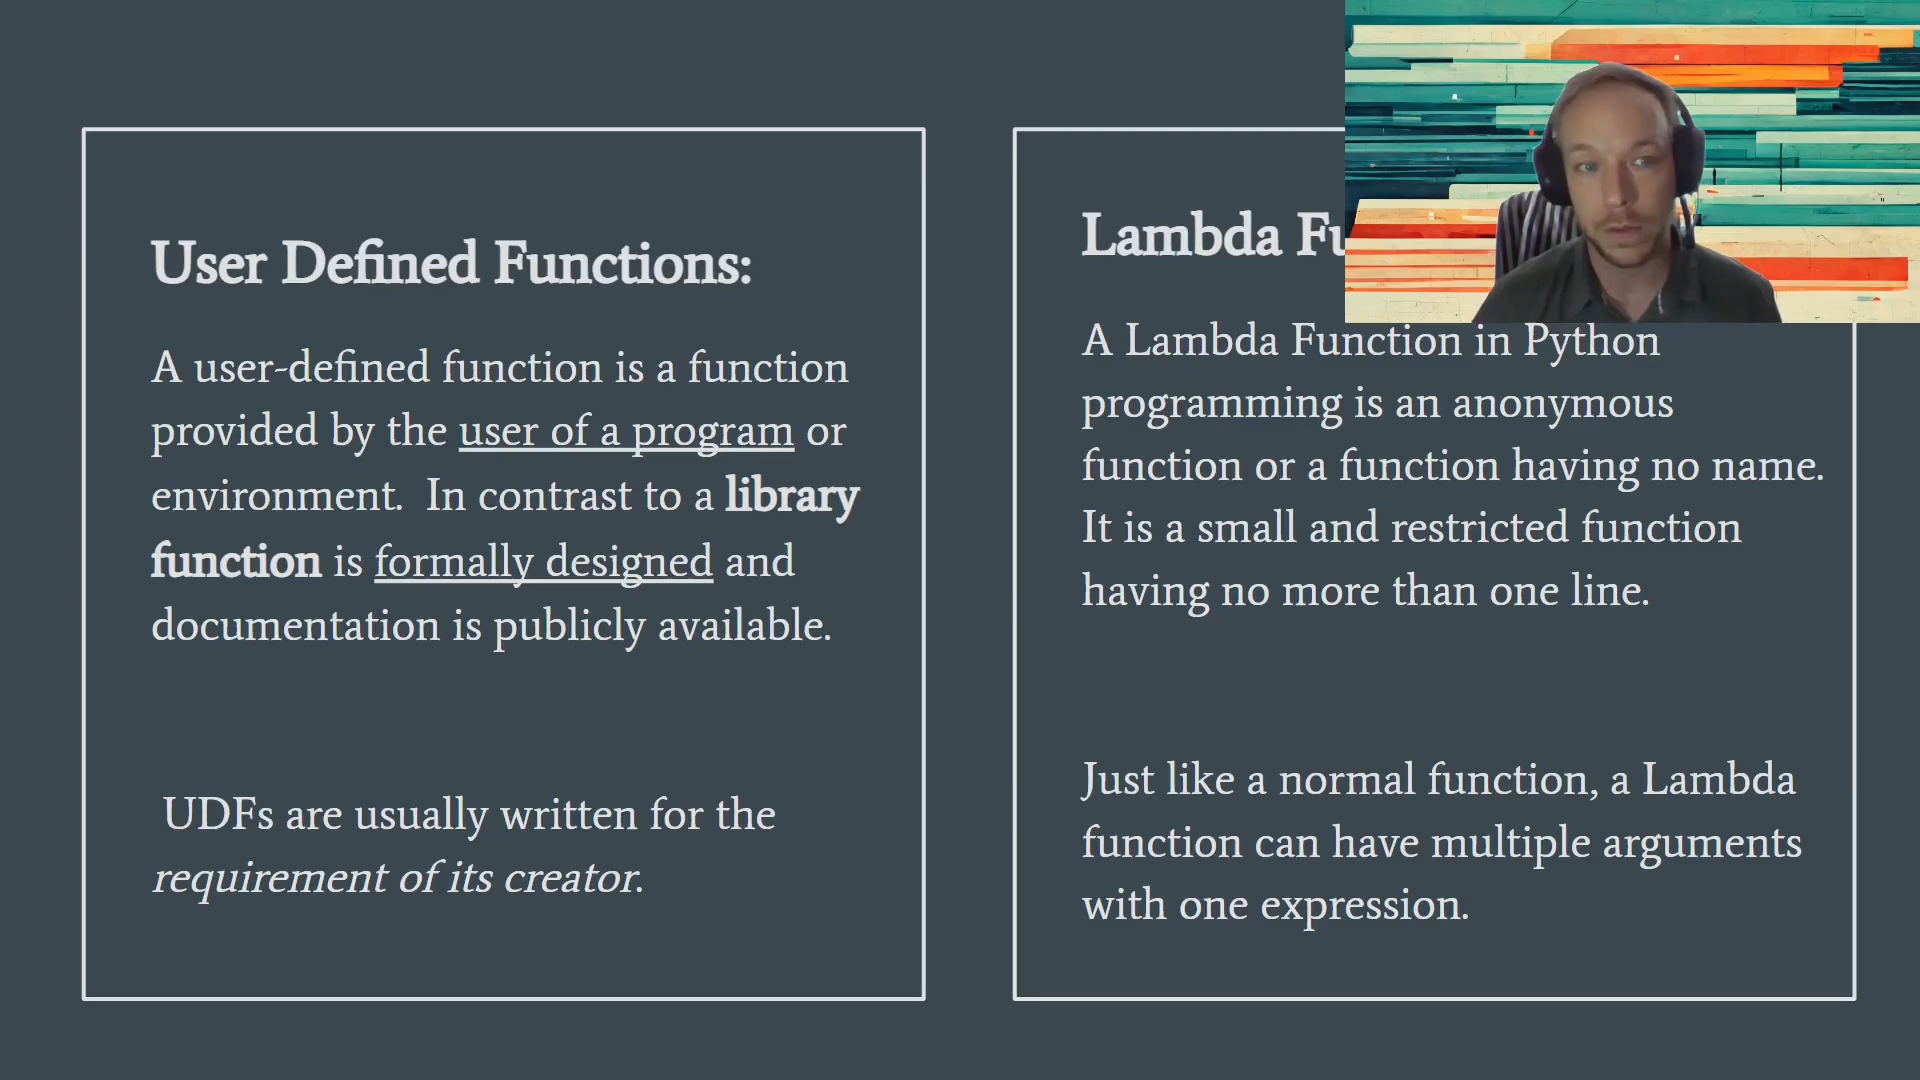 User Defined Functions:
A user-defined function is a function
provided by the user of a program or
environment.  In contrast to a library
function is formally designed and
documentation is publicly available.
UDFs are usually written for the
requirement of its creator.
Lambda
A Lambda Function in Python
programming is an anonymous
function or a function having no name.
It is a small and restricted function
having no more than one line.
Just like a normal function, a Lambda
function can have multiple arguments
with one expression.